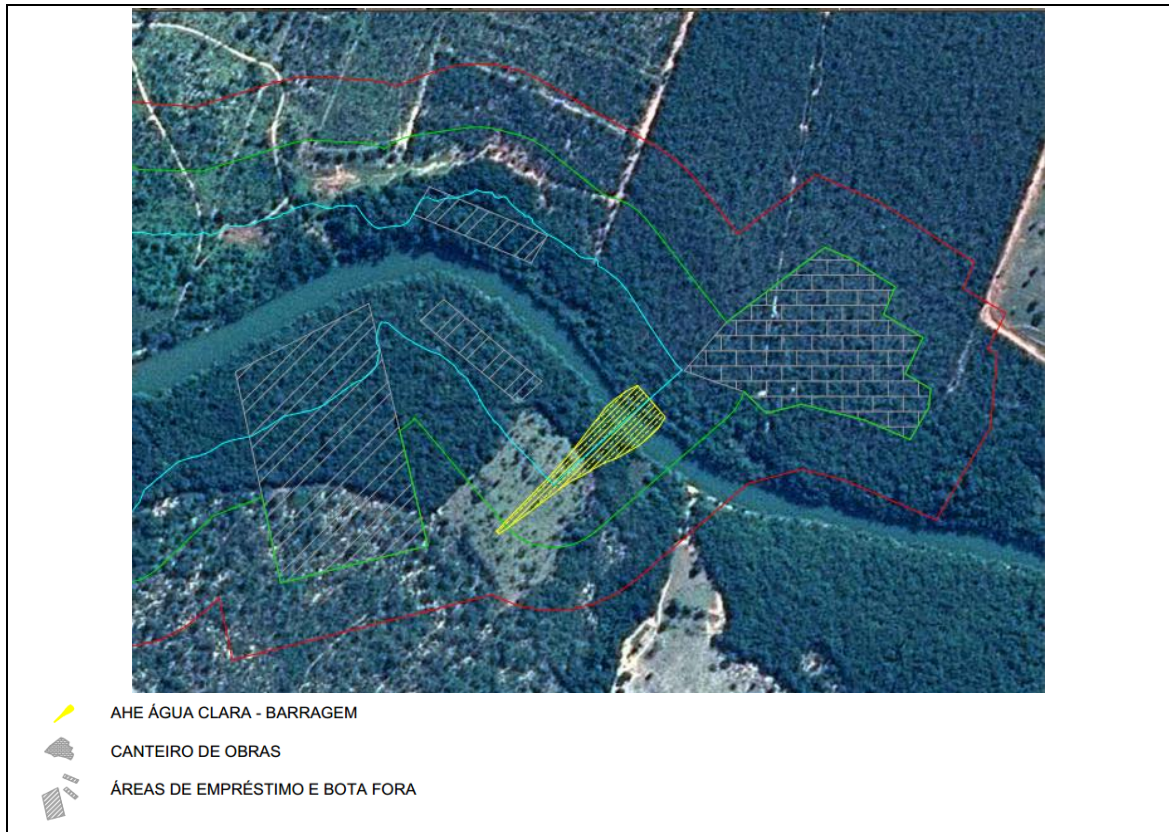 AHE ÁGUA CLARA - BARRAGEM
CANTEIRO DE OBRAS
ÁREAS DE EMPRÉSTIMO E BOTA FORA